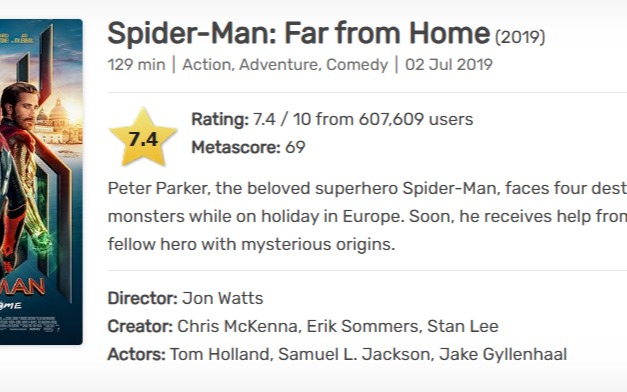 Spider-Man: Far from Home (2019)
129 min | Action, Adventure, Comedy | 02 Jul 2019
7.4
Rating: 7.4 / 10 from 607,609 users
Metascore: 69
Peter Parker, the beloved superhero Spider-Man, faces four dest
monsters while on holiday in Europe. Soon, he receives help from
fellow hero with mysterious origins.
MAN
Director: Jon Watts
Creator: Chris McKenna, Erik Sommers, Stan Lee
Actors: Tom Holland, Samuel L. Jackson, Jake Gyllenhaal